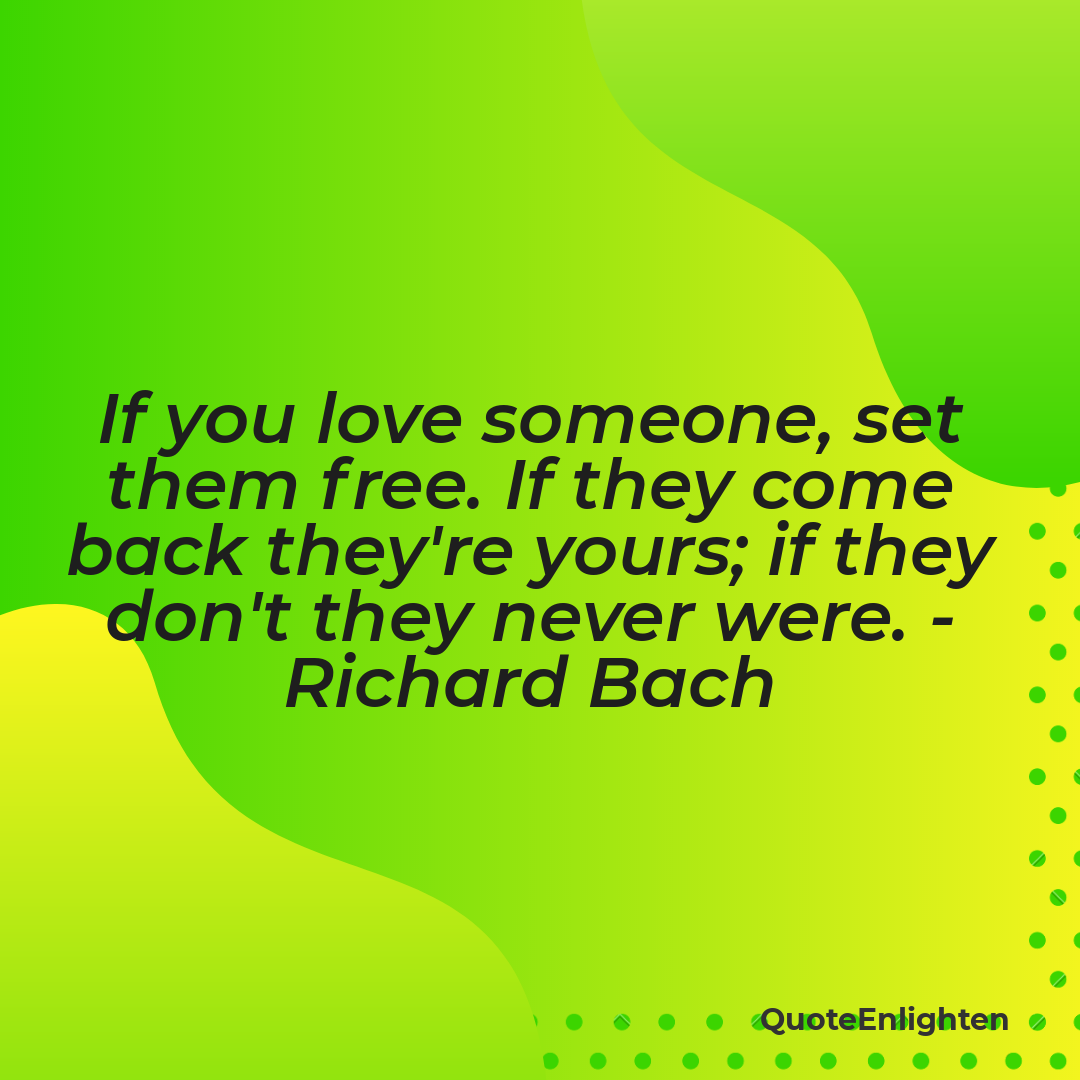 If you love someone, set
them free. If they come
back they're yours; if they
don't they never were. -
Richard Bach
QuoteEnlighten